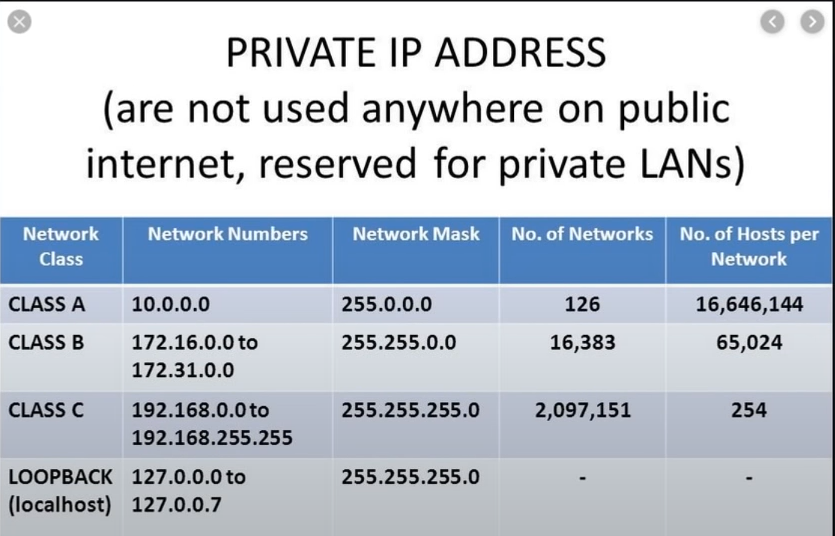 PRIVATE IP ADDRESS
(are not used anywhere on public
internet, reserved for private LANs)
Network Class Network Numbers Network Mask No. of Networks No. of Hosts per Network
CLASS A 10.0.0.0 255.0.0.0 126 16,646,144
CLASS B 172.16.0.0 to 172.31.0.0 255.255.0.0 16,383 65,024
CLASS C 192.168.0.0 to 192.168.255.255 255.255.255.0 2,097,151 254
LOOPBACK (localhost) 127.0.0.0 to 127.0.0.7 255.255.255.0 - -